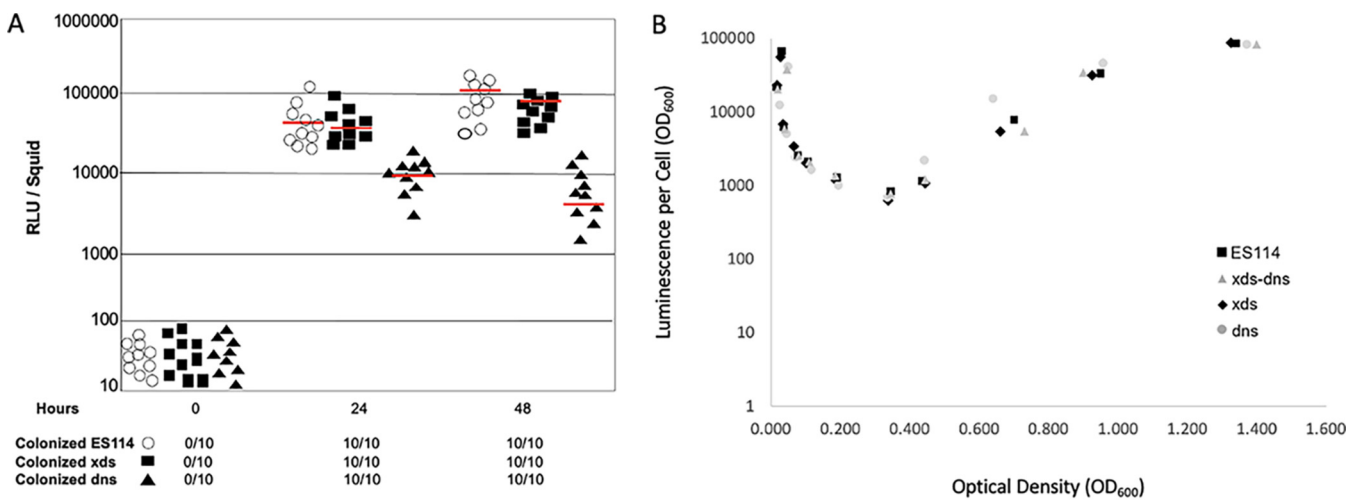 A
1000000
100000
10000
1000
100
10
RLU / Squid
Hours 0 24 48
Colonized ES114 0/10 10/10 10/10
Colonized xds 0/10 10/10 10/10
Colonized dns 0/10 10/10 10/10
B
100000
10000
1000
100
10
1
Luminescence per Cell (OD600)
0.000 0.200 0.400 0.600 0.800 1.000 1.200 1.400 1.600
Optical Density (OD600)
ES114
xds-dns
xds
dns